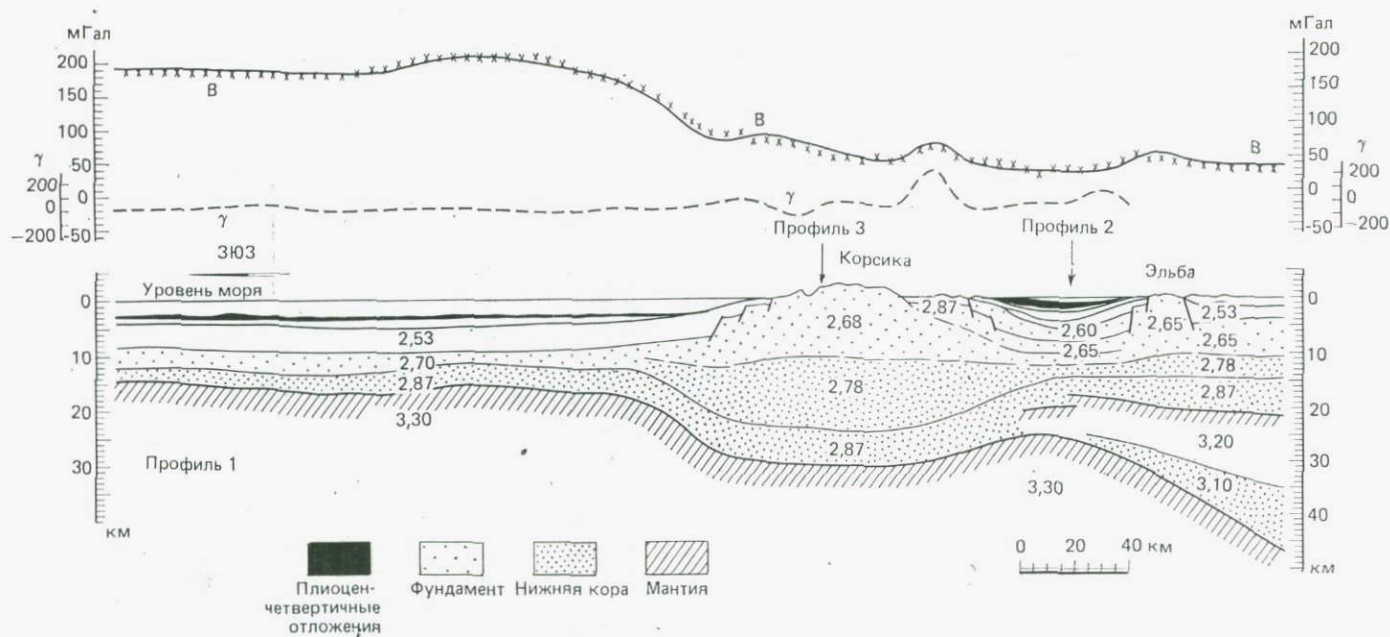 мГал
200
150
100
50
0
-50
γ
200
0
-200
В
В
В
γ
γ
мГал
200
150
100
50
0
-50
γ
200
0
-200
Профиль 3
Профиль 2
ЗЮЗ
Корсика
Эльба
Уровень моря
0
10
20
30
км
2,53
2,70
2,87
3,30
2,68
2,78
2,87
2,87
2,60
2,65
2,65
2,53
2,65
2,78
2,87
3,20
3,10
3,30
0
10
20
30
40
км
Профиль 1
0 20 40 км
Плиоцен-
четвертичные
отложения
Фундамент
Нижняя кора
Мантия